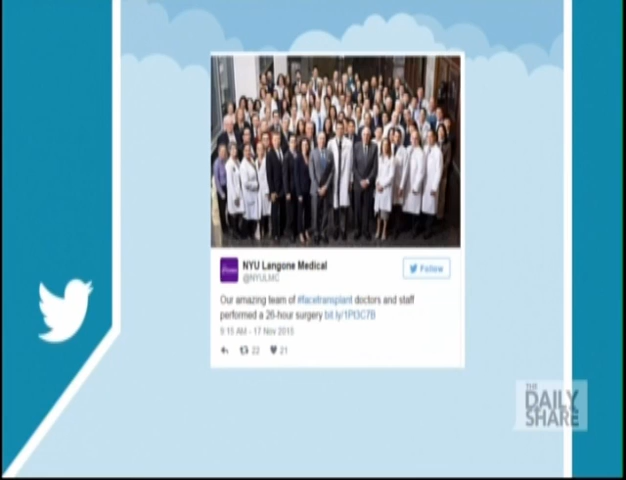 NYU Langone Medical
@NYULMC
Follow
Our amazing team of #facetransplant doctors and staff
performed a 26-hour surgery bit.ly/1Pt3C7B
9:15 AM - 17 Nov 2015
22 21
THE
DAILY
SHARE